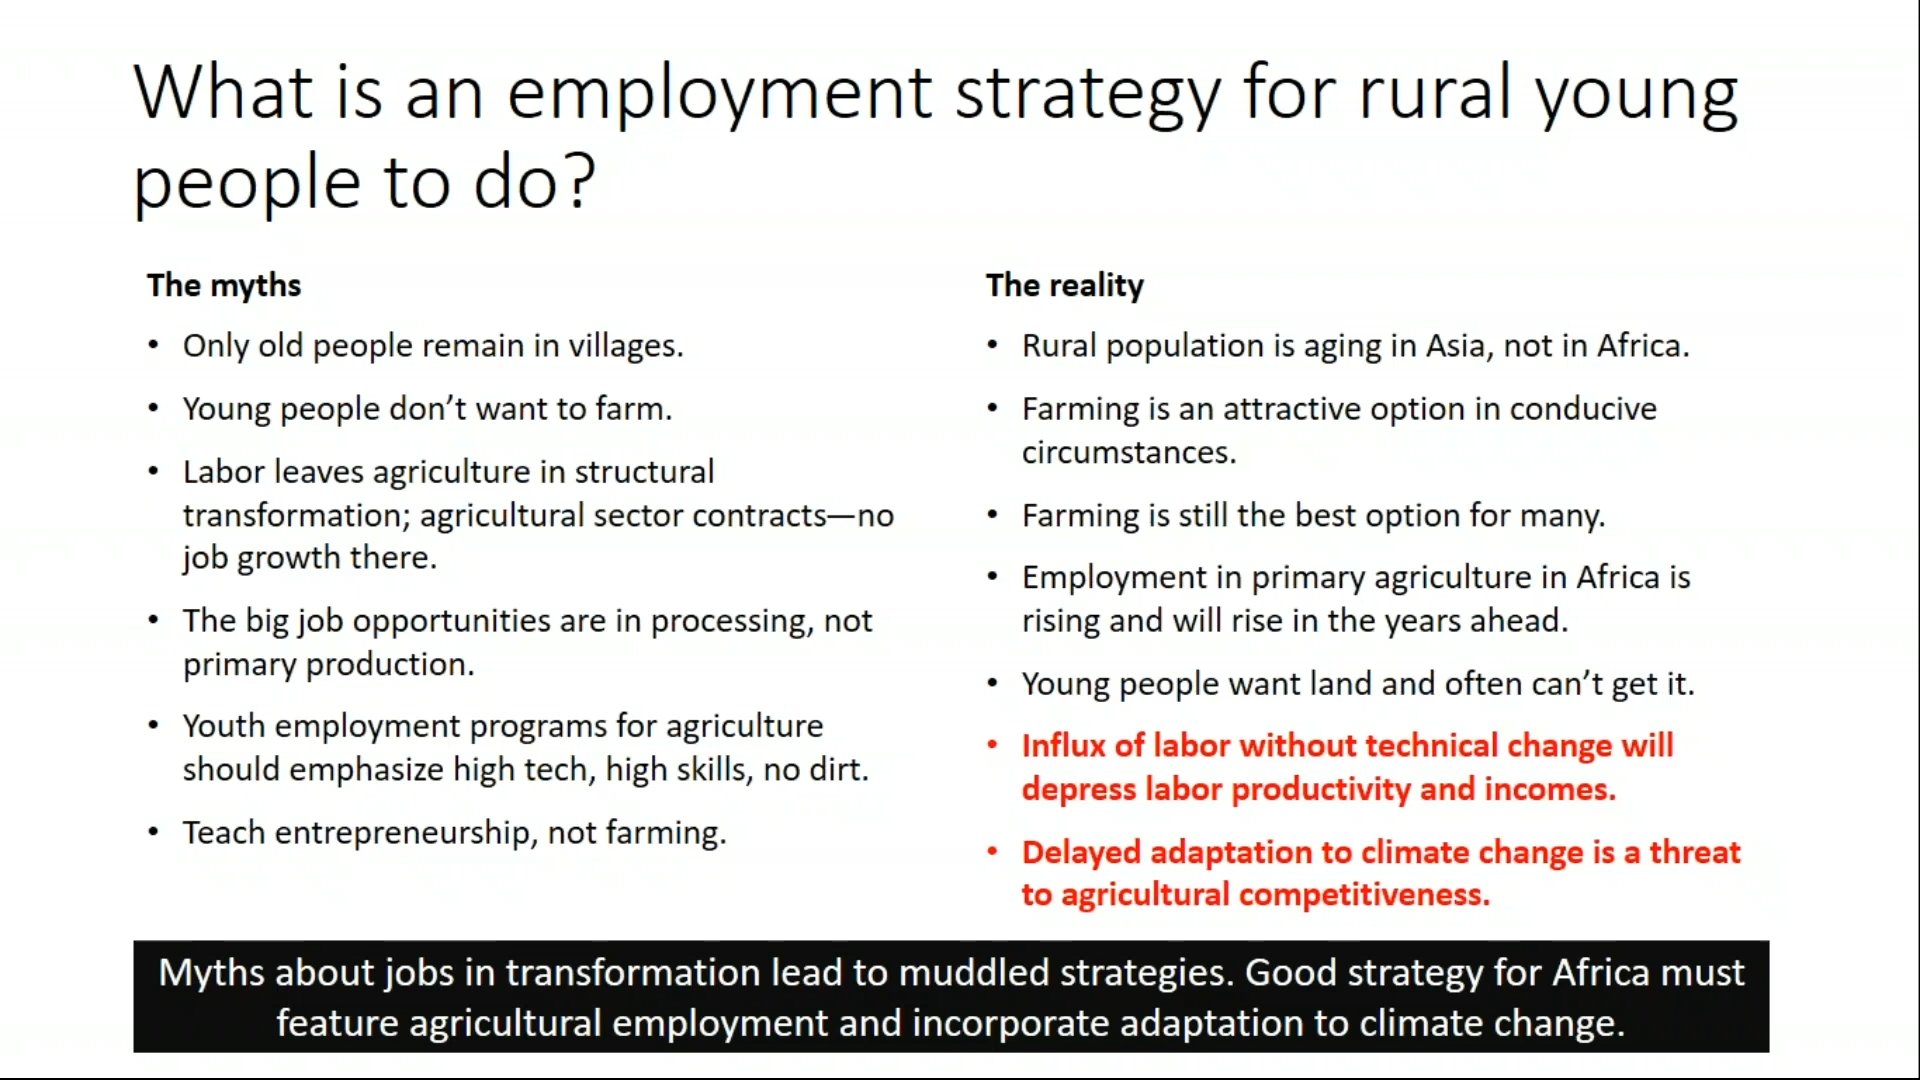 What is an employment strategy for rural young
people to do?
The myths
• Only old people remain in villages.
• Young people don’t want to farm.
• Labor leaves agriculture in structural
transformation; agricultural sector contracts—no
job growth there.
• The big job opportunities are in processing, not
primary production.
• Youth employment programs for agriculture
should emphasize high tech, high skills, no dirt.
• Teach entrepreneurship, not farming.
The reality
• Rural population is aging in Asia, not in Africa.
• Farming is an attractive option in conducive
circumstances.
• Farming is still the best option for many.
• Employment in primary agriculture in Africa is
rising and will rise in the years ahead.
• Young people want land and often can’t get it.
• Influx of labor without technical change will
depress labor productivity and incomes.
• Delayed adaptation to climate change is a threat
to agricultural competitiveness.
Myths about jobs in transformation lead to muddled strategies. Good strategy for Africa must
feature agricultural employment and incorporate adaptation to climate change.